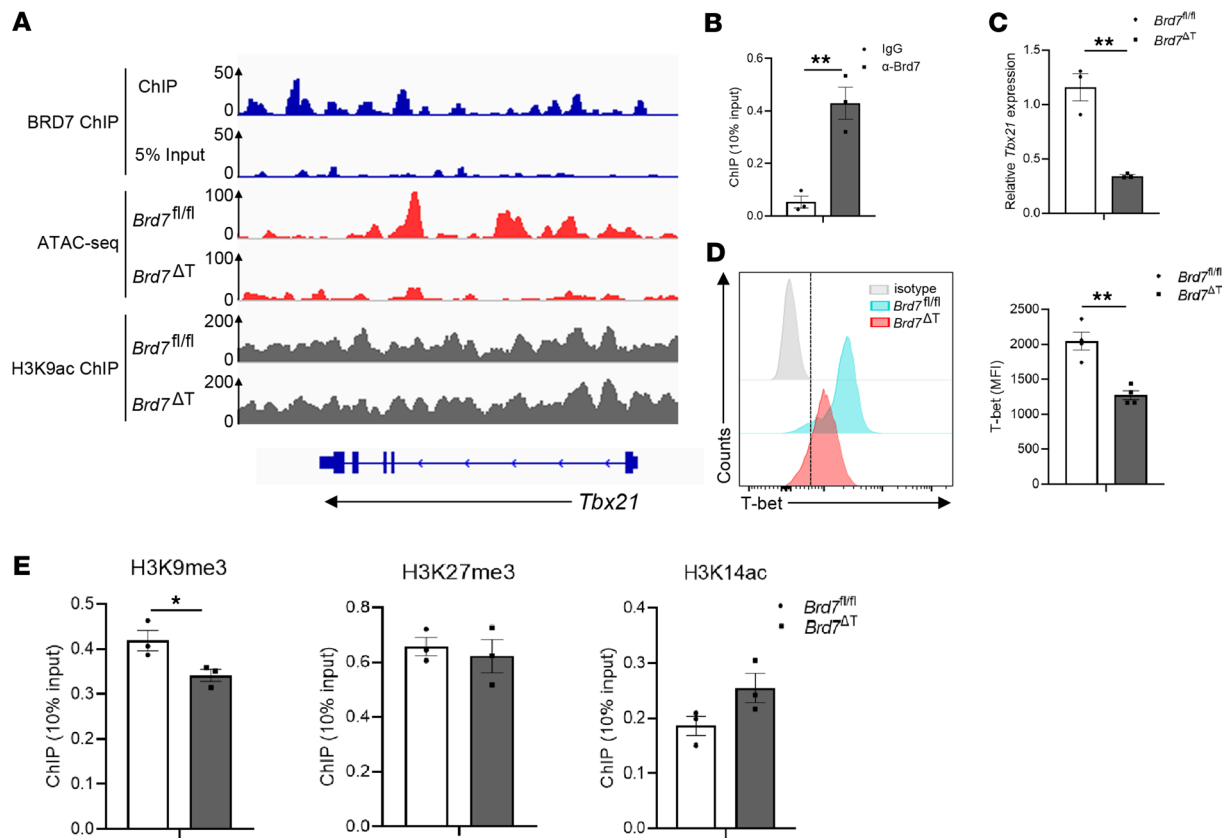 A
BRD7 ChIP
ChIP
50
0
5% Input
50
0
ATAC-seq
Brd7fl/fl
100
0
Brd7ΔT
100
0
H3K9ac ChIP
Brd7fl/fl
200
0
Brd7ΔT
200
0
Tbx21
B
IgG
α-Brd7
**
ChIP (10% input)
0.6
0.4
0.2
0.0
C
Brd7fl/fl
Brd7ΔT
**
Relative Tbx21 expression
1.5
1.0
0.5
0.0
D
isotype
Brd7fl/fl
Brd7ΔT
Counts
T-bet
Brd7fl/fl
Brd7ΔT
**
T-bet (MFI)
2500
2000
1500
1000
500
0
E
H3K9me3
*
ChIP (10% input)
0.5
0.4
0.3
0.2
0.1
0.0
H3K27me3
ChIP (10% input)
0.8
0.6
0.4
0.2
0.0
H3K14ac
Brd7fl/fl
Brd7ΔT
ChIP (10% input)
0.4
0.3
0.2
0.1
0.0